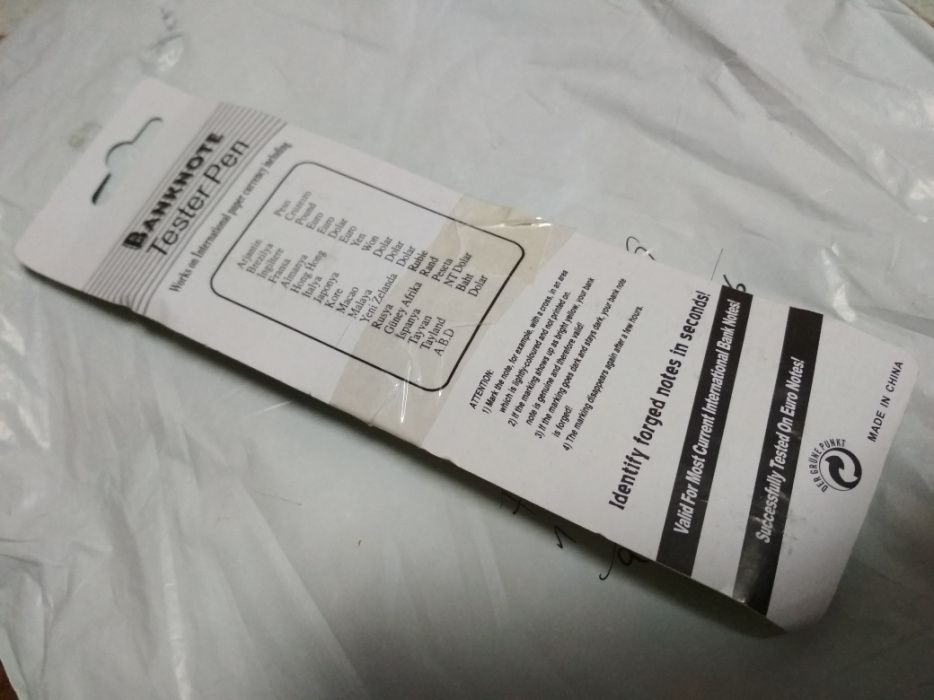 BANKNOTE
Tester Pen
Works on International paper currency including
Arjantin Peso
Brezilya Cruzeiro
Ingiltere Pound
Fransa Euro
Almanya Euro
Hong Hong Dolar
Italya Euro
Japonya Yen
Kore Won
Macao Dolar
Malaya Dolar
Yeni Zelanda Dolar
Rusya Ruble
Güney Afrika Rand
Ispanya Peseta
Tayvan NT Dolar
Tayland Baht
A.B.D Dolar
ATTENTION:
1) Mark the note, for example, with a cross, in an area
which is lightly-coloured and not printed on.
2) If the marking shows up as bright yellow, your bank
note is genuine and therefore valid!
3) If the marking goes dark and stays dark, your bank note
is forged!
4) The marking disappears again after a few hours.
Identify forged notes in seconds!
Valid For Most Current International Bank Notes!
Successfully Tested On Euro Notes!
DER GRÜNE PUNKT
MADE IN CHINA